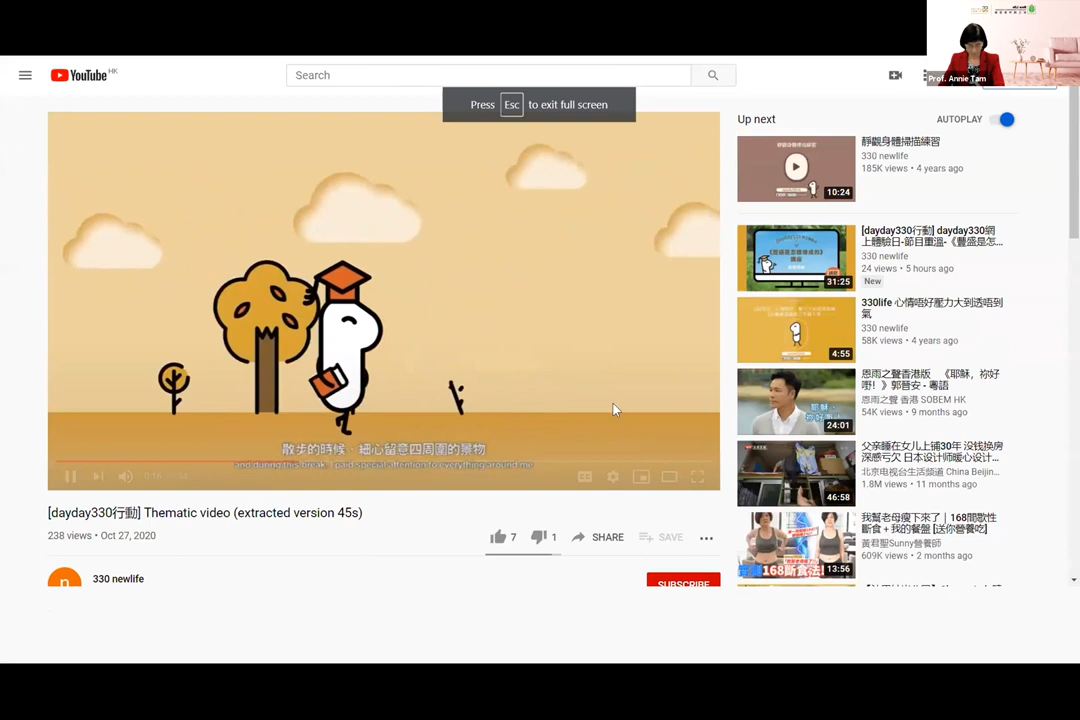 Prof. Annie Tam
YouTube HK
Search
Press Esc to exit full screen
散步的時候，細心留意四周圍的景物
and during this break, I paid special attention to everything around me
0:16
[dayday330行動] Thematic video (extracted version 45s)
238 views • Oct 27, 2020
7
1
SHARE
SAVE
330 newlife
SUBSCRIBE
Up next
AUTOPLAY
10:24
靜觀身體掃描練習
330 newlife
185K views • 4 years ago
31:25
[dayday330行動] dayday330網
上體驗日-節目重溫-《豐盛是怎...
330 newlife
24 views • 5 hours ago
New
4:55
330life 心情唔好壓力大到透唔到
氣
330 newlife
58K views • 4 years ago
24:01
恩雨之聲香港版 《耶穌，祢好
嘢！》郭晉安 - 粵語
恩雨之聲 香港 SOBEM HK
54K views • 9 months ago
46:58
父亲睡在女儿上铺30年 没钱换房
深感亏欠 日本设计师暖心设计...
北京电视台生活頻道 China Beijin...
1.8M views • 11 months ago
168斷食法!
13:56
我幫老母瘦下來了｜168間歇性
斷食 + 我的餐盤 [送你營養吃]
黃君聖Sunny營養師
609K views • 2 months ago